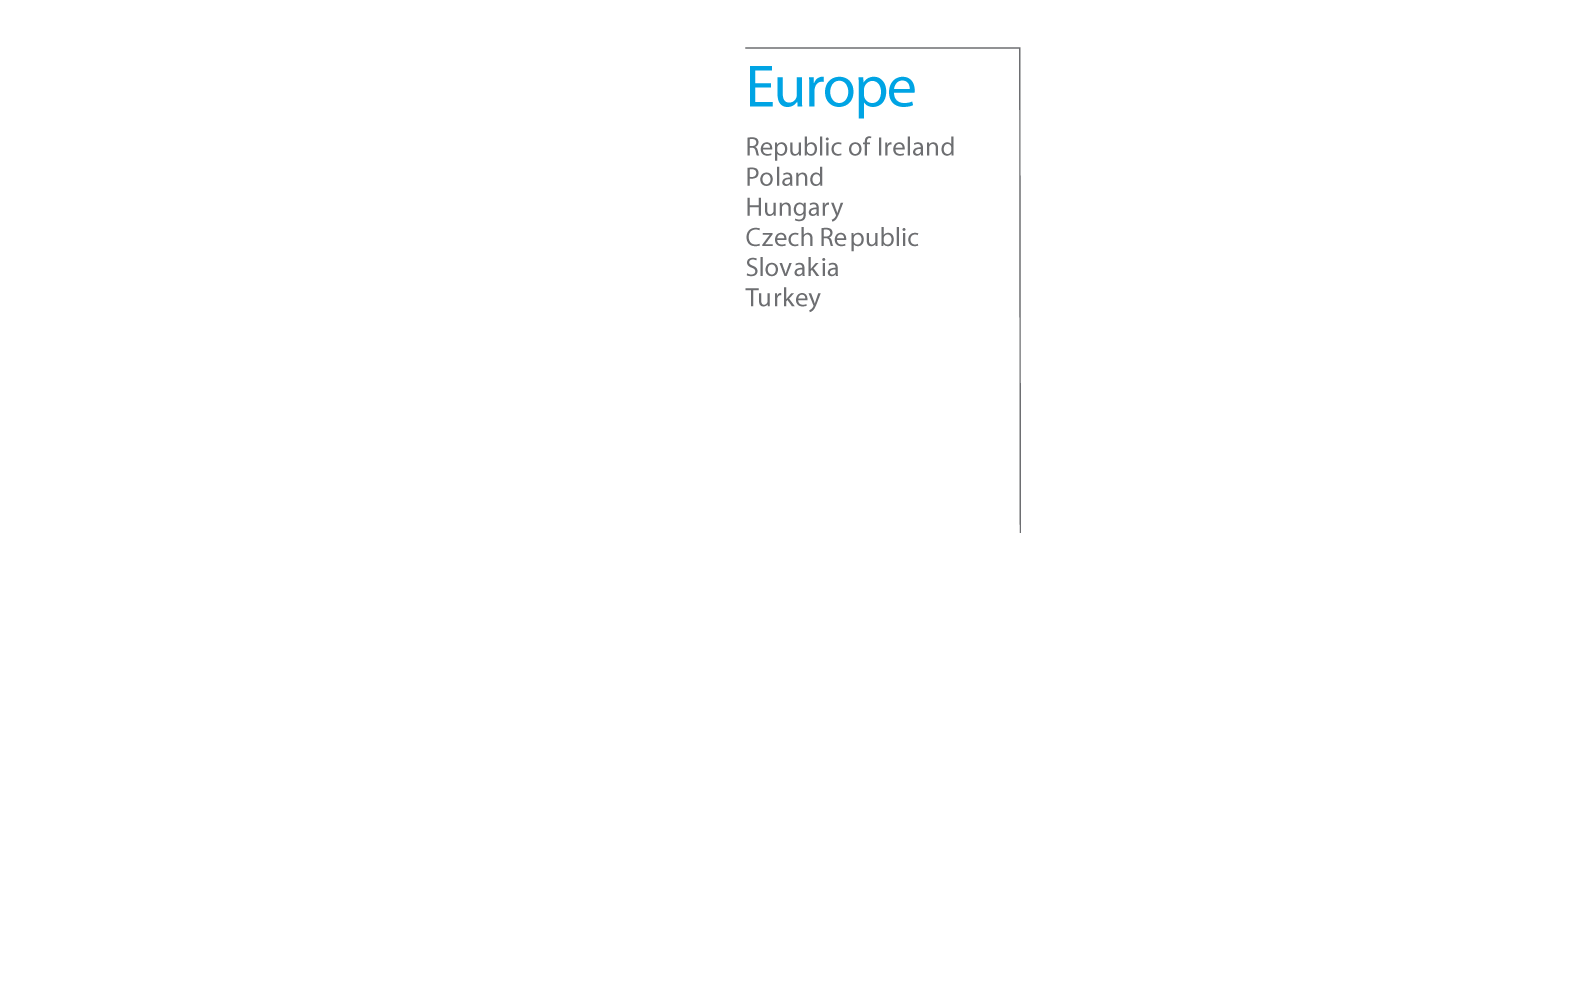 Europe
Republic of Ireland
Poland
Hungary
Czech Republic
Slovakia
Turkey